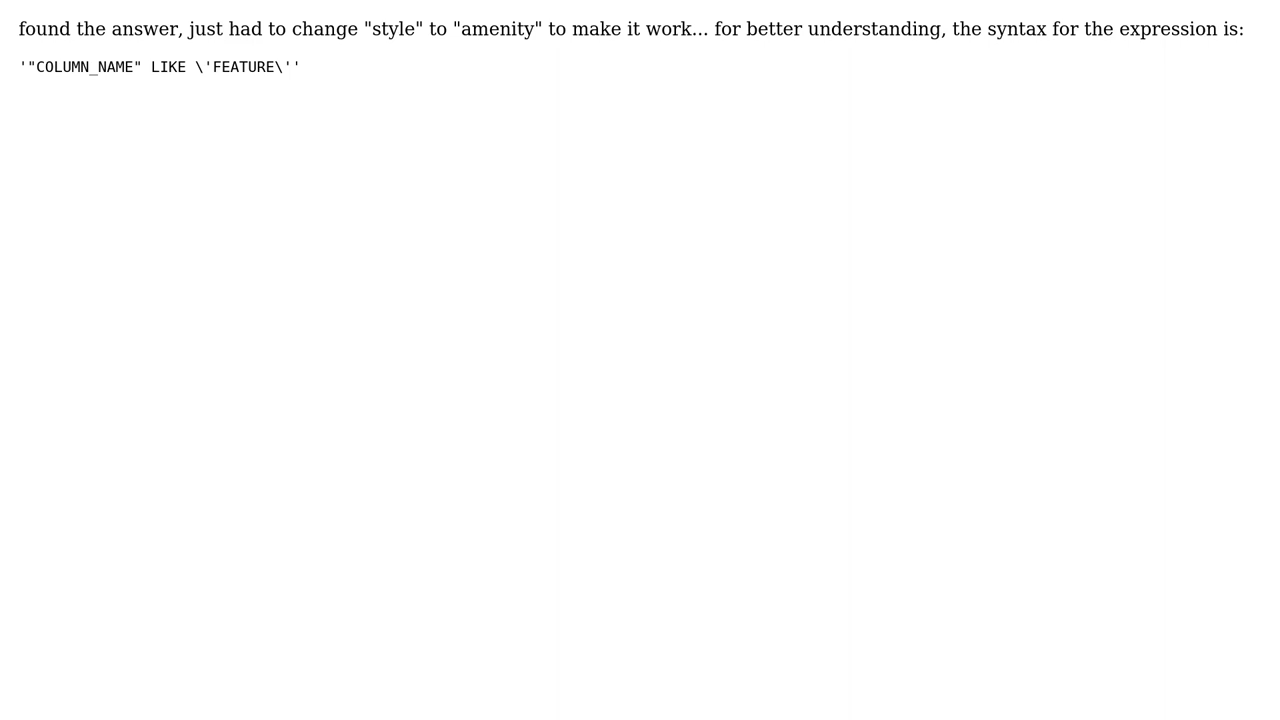 found the answer, just had to change "style" to "amenity" to make it work... for better understanding, the syntax for the expression is:
'"COLUMN_NAME" LIKE \'FEATURE\''